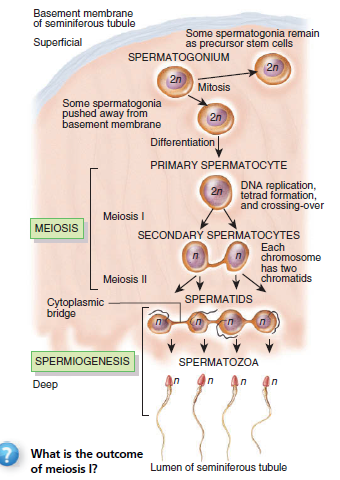 Basement membrane
of seminiferous tubule
Superficial
Some spermatogonia remain
as precursor stem cells
SPERMATOGONIUM
2n
2n
Mitosis
Some spermatogonia
pushed away from
basement membrane
2n
Differentiation
PRIMARY SPERMATOCYTE
2n
DNA replication,
tetrad formation,
and crossing-over
Meiosis I
MEIOSIS
SECONDARY SPERMATOCYTES
n
n
Each
chromosome
has two
chromatids
Meiosis II
Cytoplasmic
bridge
SPERMATIDS
n
n
n
n
SPERMIOGENESIS
SPERMATOZOA
Deep
n
n
n
n
? What is the outcome
of meiosis I?
Lumen of seminiferous tubule